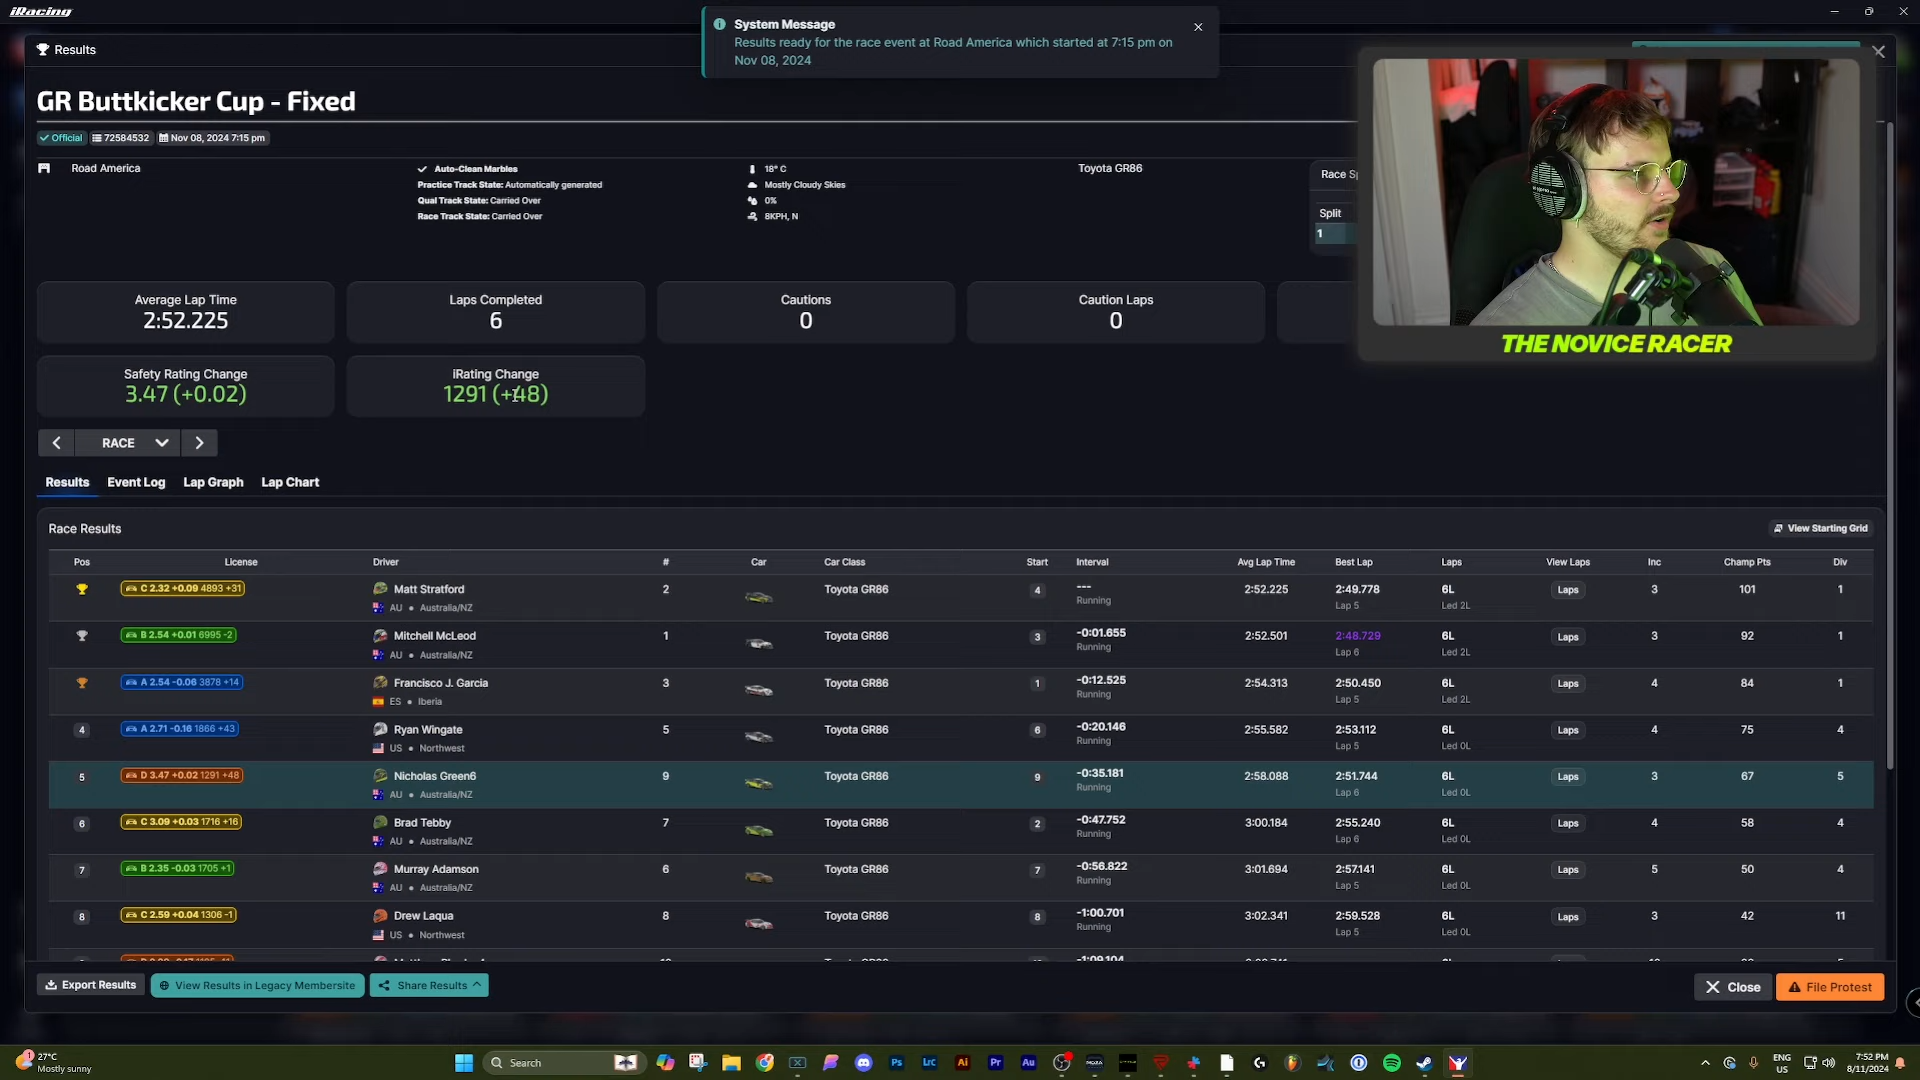 iRacing
Results
System Message
Results ready for the race event at Road America which started at 7:15 pm on
Nov 08, 2024
GR Buttkicker Cup - Fixed
Official 72584532 Nov 08, 2024 7:15 pm
Road America
Auto-Clean Marbles
Practice Track State: Automatically generated
Qual Track State: Carried Over
Race Track State: Carried Over
18° C
Mostly Cloudy Skies
0%
8KPH, N
Toyota GR86
Split
1
THE NOVICE RACER
Average Lap Time
2:52.225
Laps Completed
6
Cautions
0
Caution Laps
0
Safety Rating Change
3.47 (+0.02)
iRating Change
1291 (+48)
RACE
Results Event Log Lap Graph Lap Chart
Race Results
View Starting Grid
Pos License Driver # Car Car Class Start Interval Avg Lap Time Best Lap Laps View Laps Inc Champ Pts Div
C 2.32 +0.09 4893 +31 Matt Stratford 2 Toyota GR86 4 --- 2:52.225 2:49.778 6L Laps 3 101 1
AU • Australia/NZ Running Lap 5 Led 2L
B 2.54 +0.01 6995 -2 Mitchell McLeod 1 Toyota GR86 3 -0:01.655 2:52.501 2:48.729 6L Laps 3 92 1
AU • Australia/NZ Running Lap 6 Led 2L
A 2.54 -0.06 3878 +14 Francisco J. Garcia 3 Toyota GR86 1 -0:12.525 2:54.313 2:50.450 6L Laps 4 84 1
ES • Iberia Running Lap 5 Led 2L
4 A 2.71 -0.16 1866 +43 Ryan Wingate 5 Toyota GR86 6 -0:20.146 2:55.582 2:53.112 6L Laps 4 75 4
US • Northwest Running Lap 5 Led 0L
5 D 3.47 +0.02 1291 +48 Nicholas Green6 9 Toyota GR86 9 -0:35.181 2:58.088 2:51.744 6L Laps 3 67 5
AU • Australia/NZ Running Lap 6 Led 0L
6 C 3.09 +0.03 1716 +16 Brad Tebby 7 Toyota GR86 2 -0:47.752 3:00.184 2:55.240 6L Laps 4 58 4
AU • Australia/NZ Running Lap 6 Led 0L
7 B 2.35 -0.03 1705 +1 Murray Adamson 6 Toyota GR86 7 -0:56.822 3:01.694 2:57.141 6L Laps 5 50 4
AU • Australia/NZ Running Lap 5 Led 0L
8 C 2.59 +0.04 1306 -1 Drew Laqua 8 Toyota GR86 8 -1:00.701 3:02.341 2:59.528 6L Laps 3 42 11
US • Northwest Running Lap 5 Led 0L
Export Results View Results in Legacy Membersite Share Results Close File Protest
27°C
Mostly sunny
Search
Ps LrC Ai Pr Au
ENG
US
7:52 PM
8/11/2024